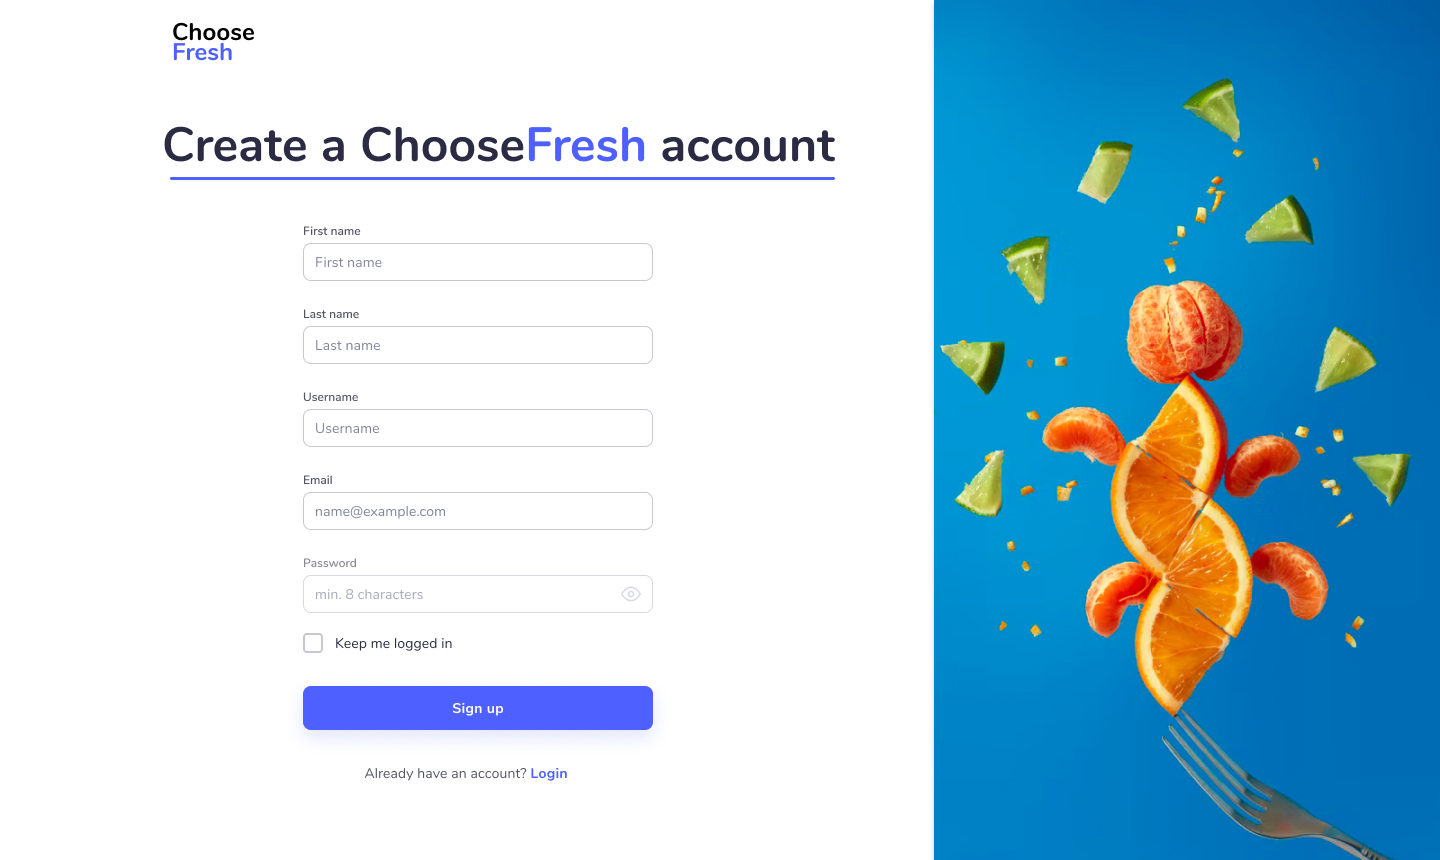 Choose
Fresh
Create a ChooseFresh account
First name
First name
Last name
Last name
Username
Username
Email
name@example.com
Password
min. 8 characters
Keep me logged in
Sign up
Already have an account? Login